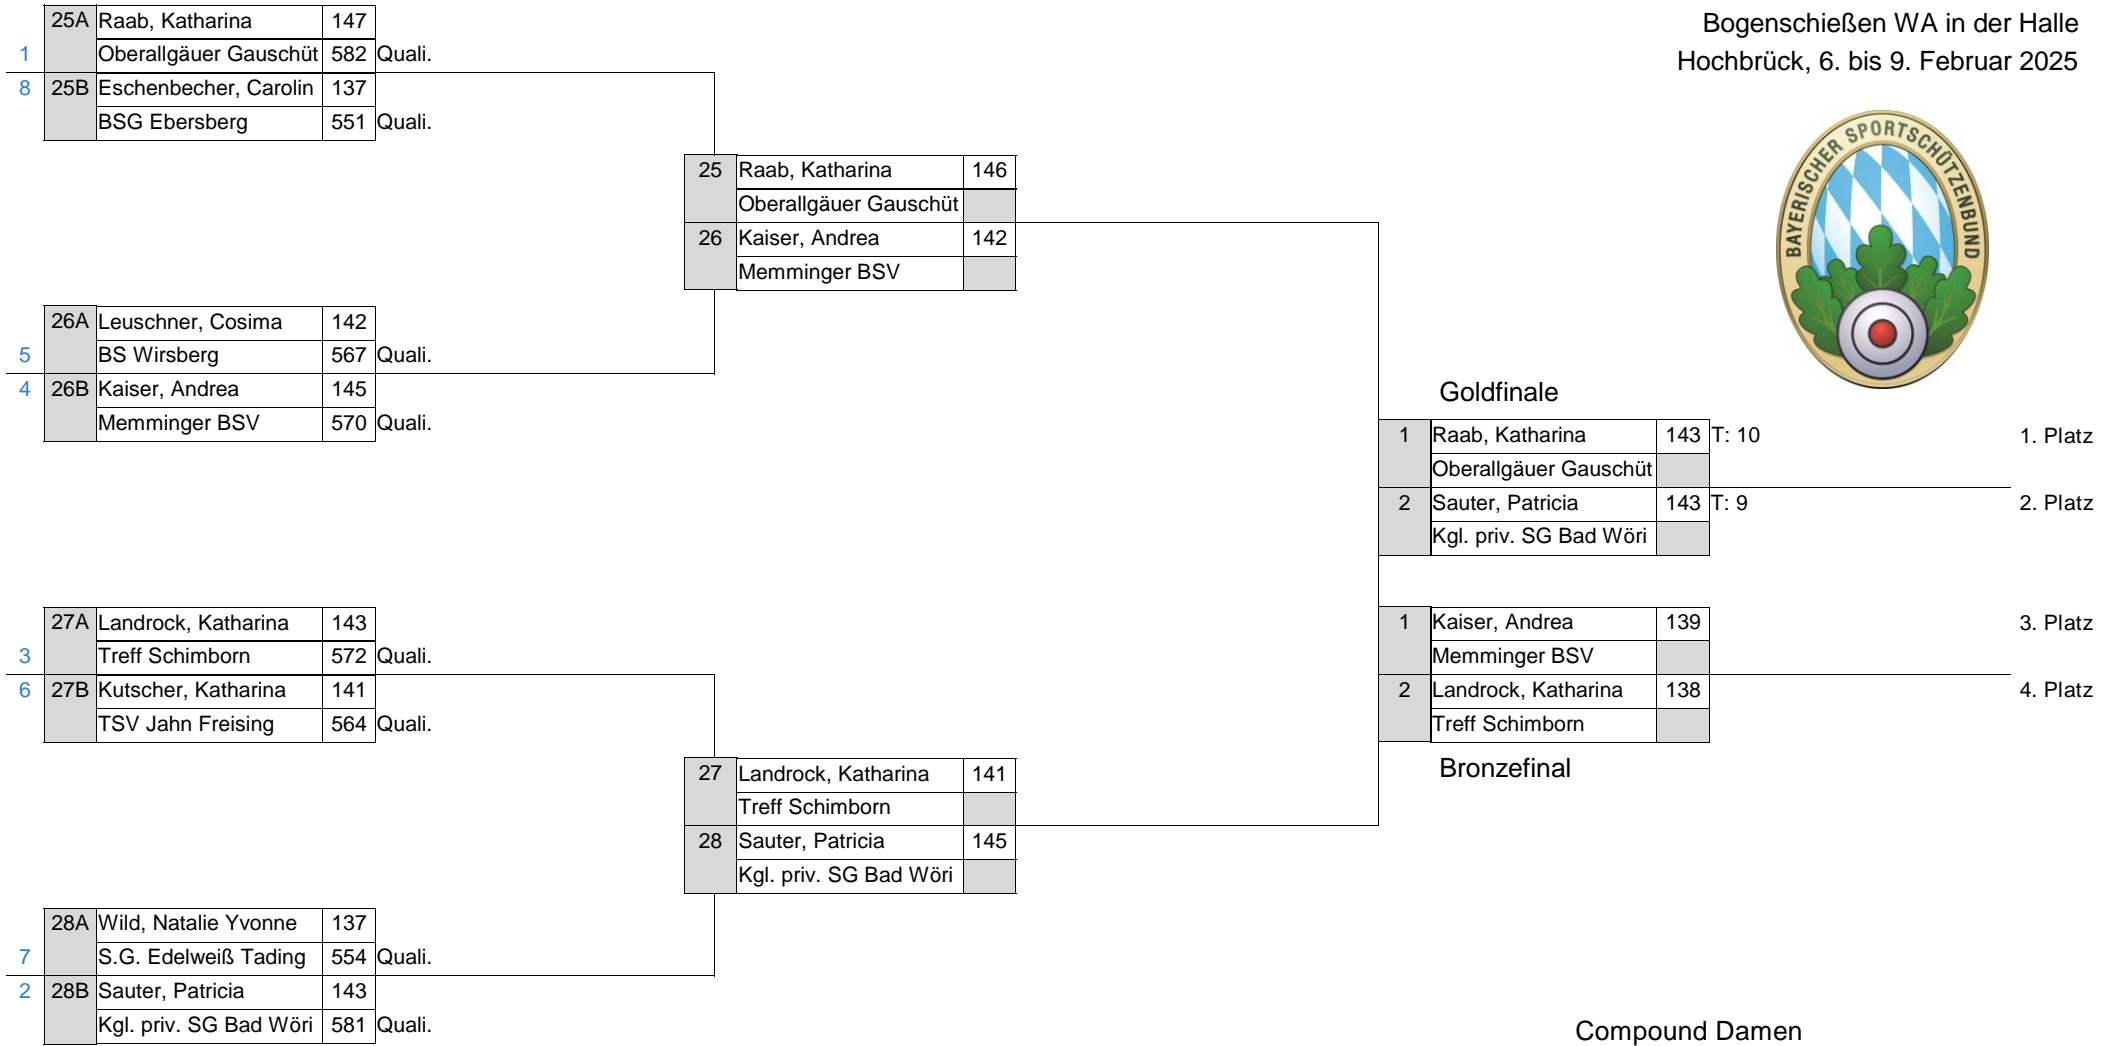 Bogenschießen WA in der Halle
Hochbrück, 6. bis 9. Februar 2025
BAYERISCHER SPORTSCHÜTZENBUND
25A Raab, Katharina 147
1 Oberallgäuer Gauschüt 582 Quali.
8 25B Eschenbecher, Carolin 137
BSG Ebersberg 551 Quali.
25 Raab, Katharina 146
Oberallgäuer Gauschüt
26 Kaiser, Andrea 142
Memminger BSV
26A Leuschner, Cosima 142
5 BS Wirsberg 567 Quali.
4 26B Kaiser, Andrea 145
Memminger BSV 570 Quali.
Goldfinale
1 Raab, Katharina 143 T: 10 1. Platz
Oberallgäuer Gauschüt
2 Sauter, Patricia 143 T: 9 2. Platz
Kgl. priv. SG Bad Wöri
27A Landrock, Katharina 143
3 Treff Schimborn 572 Quali.
6 27B Kutscher, Katharina 141
TSV Jahn Freising 564 Quali.
1 Kaiser, Andrea 139 3. Platz
Memminger BSV
2 Landrock, Katharina 138 4. Platz
Treff Schimborn
Bronzefinal
27 Landrock, Katharina 141
Treff Schimborn
28 Sauter, Patricia 145
Kgl. priv. SG Bad Wöri
28A Wild, Natalie Yvonne 137
7 S.G. Edelweiß Tading 554 Quali.
2 28B Sauter, Patricia 143
Kgl. priv. SG Bad Wöri 581 Quali.
Compound Damen